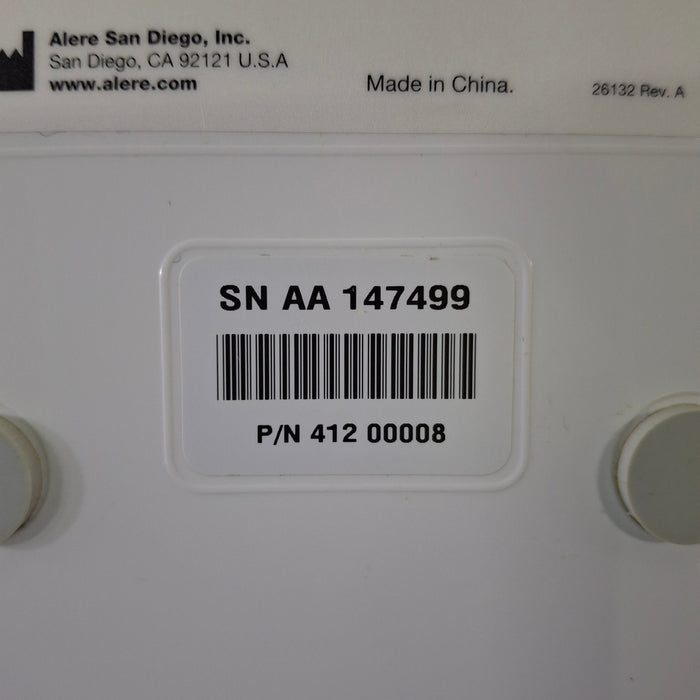 Alere San Diego, Inc.
San Diego, CA 92121 U.S.A
www.alere.com
Made in China.
26132 Rev. A
SN AA 147499
P/N 412 00008